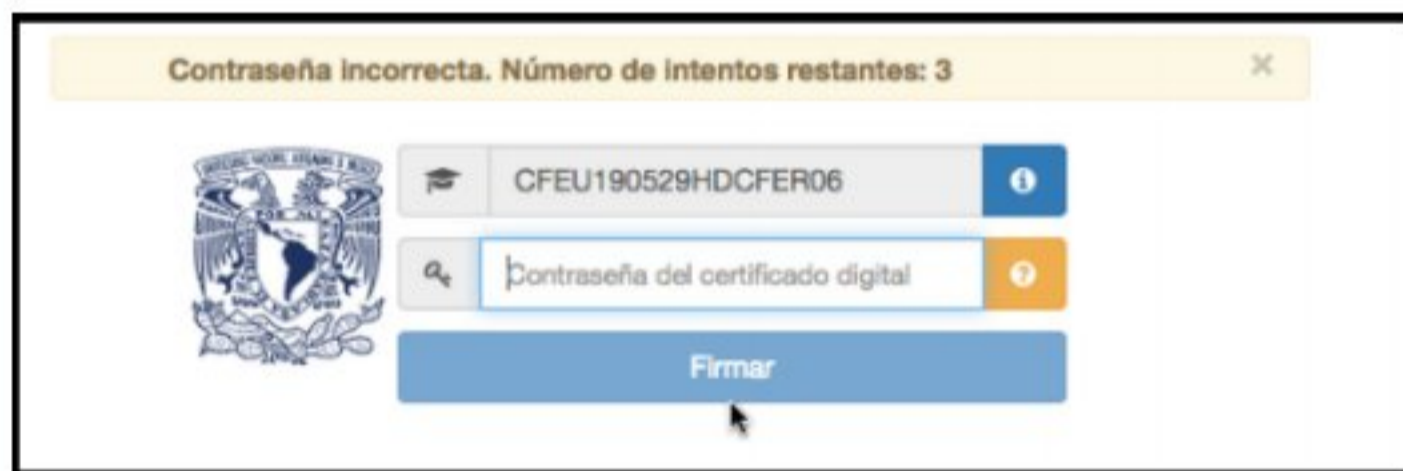 Contraseña incorrecta. Número de intentos restantes: 3
CFEU190529HDCFER06
Contraseña del certificado digital
Firmar